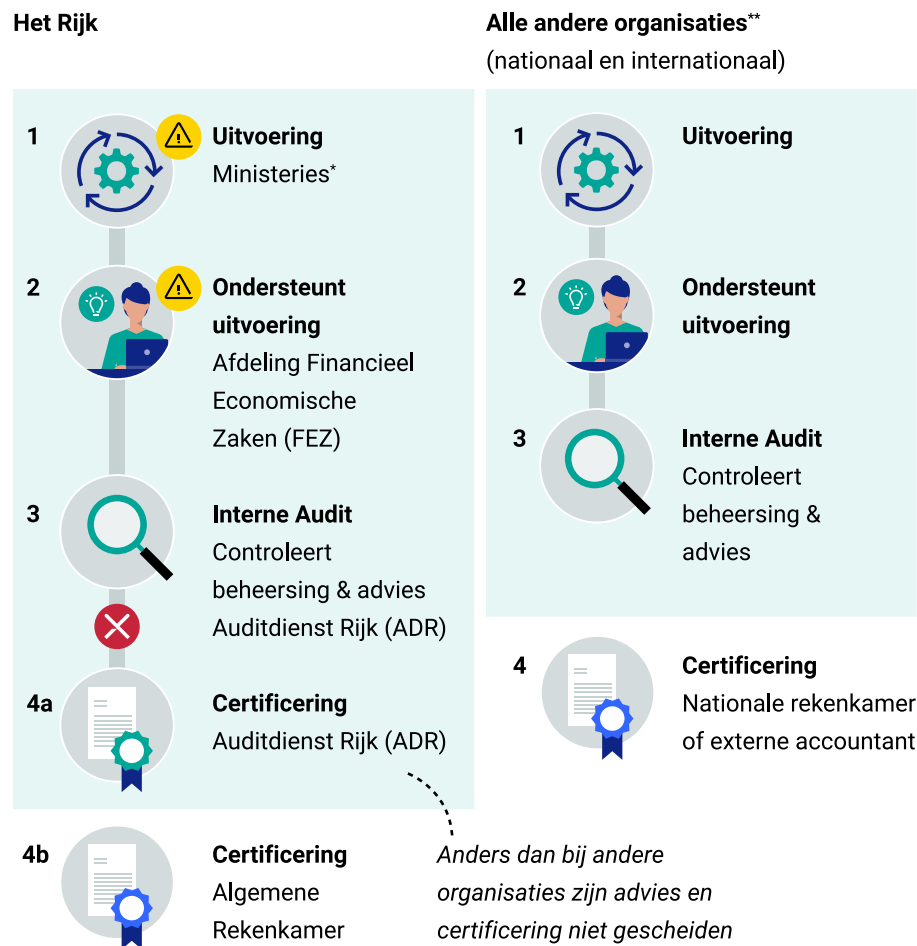 Het Rijk
1
Uitvoering
Ministeries*
2
Ondersteunt
uitvoering
Afdeling Financieel
Economische
Zaken (FEZ)
3
Interne Audit
Controleert
beheersing & advies
Auditdienst Rijk (ADR)
4a
Certificering
Auditdienst Rijk (ADR)
4b
Certificering
Algemene
Rekenkamer
Anders dan bij andere
organisaties zijn advies en
certificering niet gescheiden
Alle andere organisaties**
(nationaal en internationaal)
1
Uitvoering
2
Ondersteunt
uitvoering
3
Interne Audit
Controleert
beheersing &
advies
4
Certificering
Nationale rekenkamer
of externe accountant